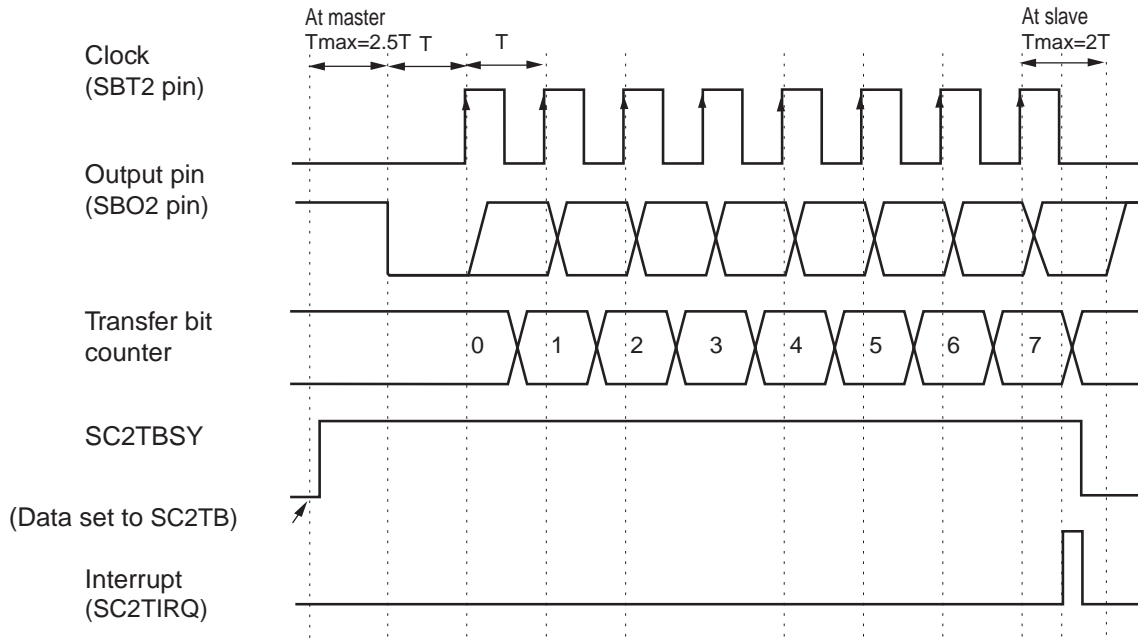 At master
Tmax=2.5T
T
T
At slave
Tmax=2T
Clock
(SBT2 pin)
Output pin
(SBO2 pin)
Transfer bit
counter
0 1 2 3 4 5 6 7
SC2TBSY
(Data set to SC2TB)
Interrupt
(SC2TIRQ)